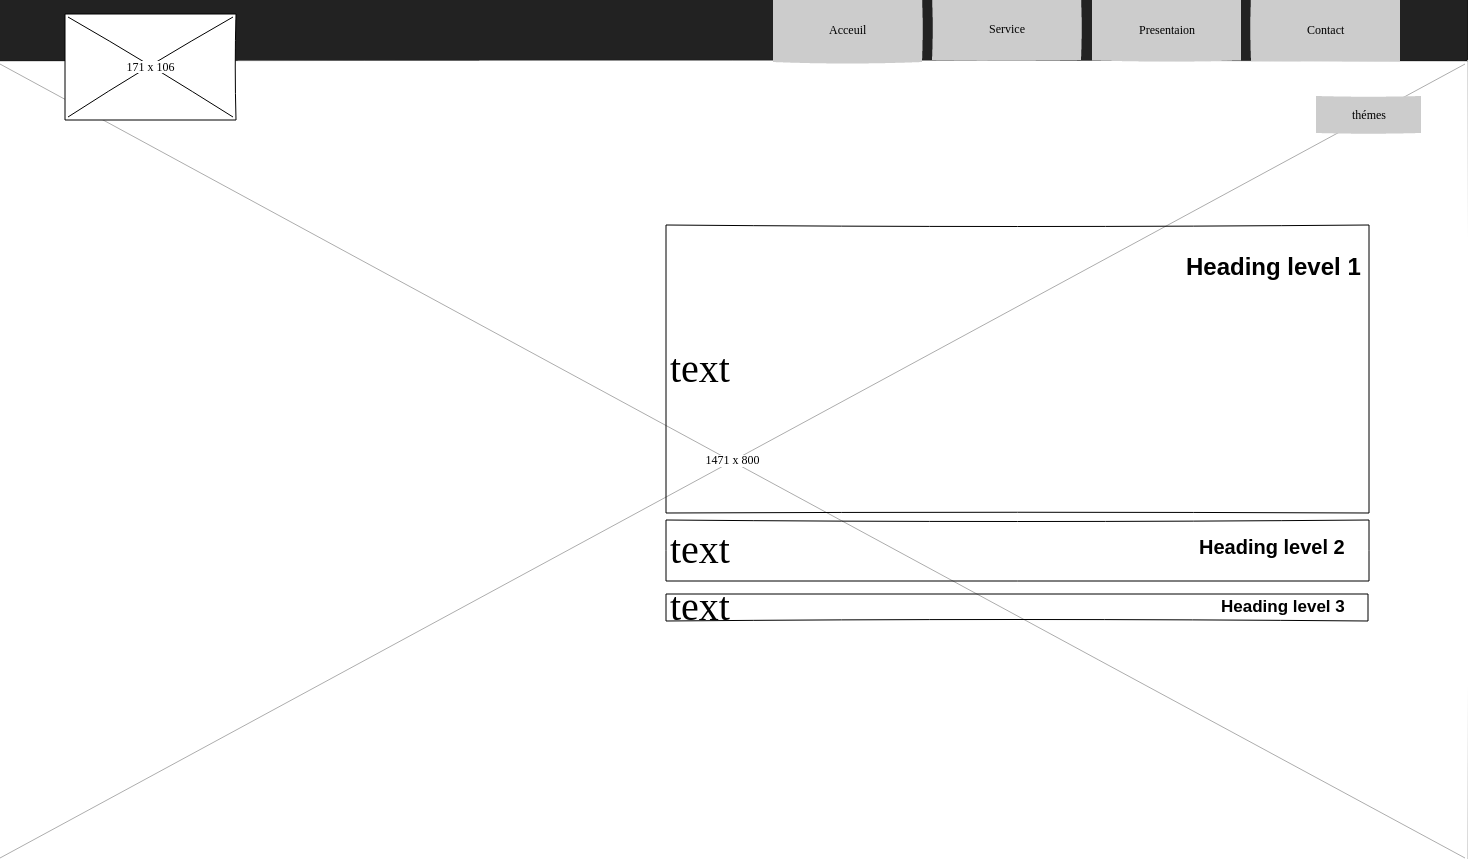 Acceuil
Service
Presentaion
Contact
171 x 106
thémes
Heading level 1
text
1471 x 800
text
Heading level 2
text
Heading level 3